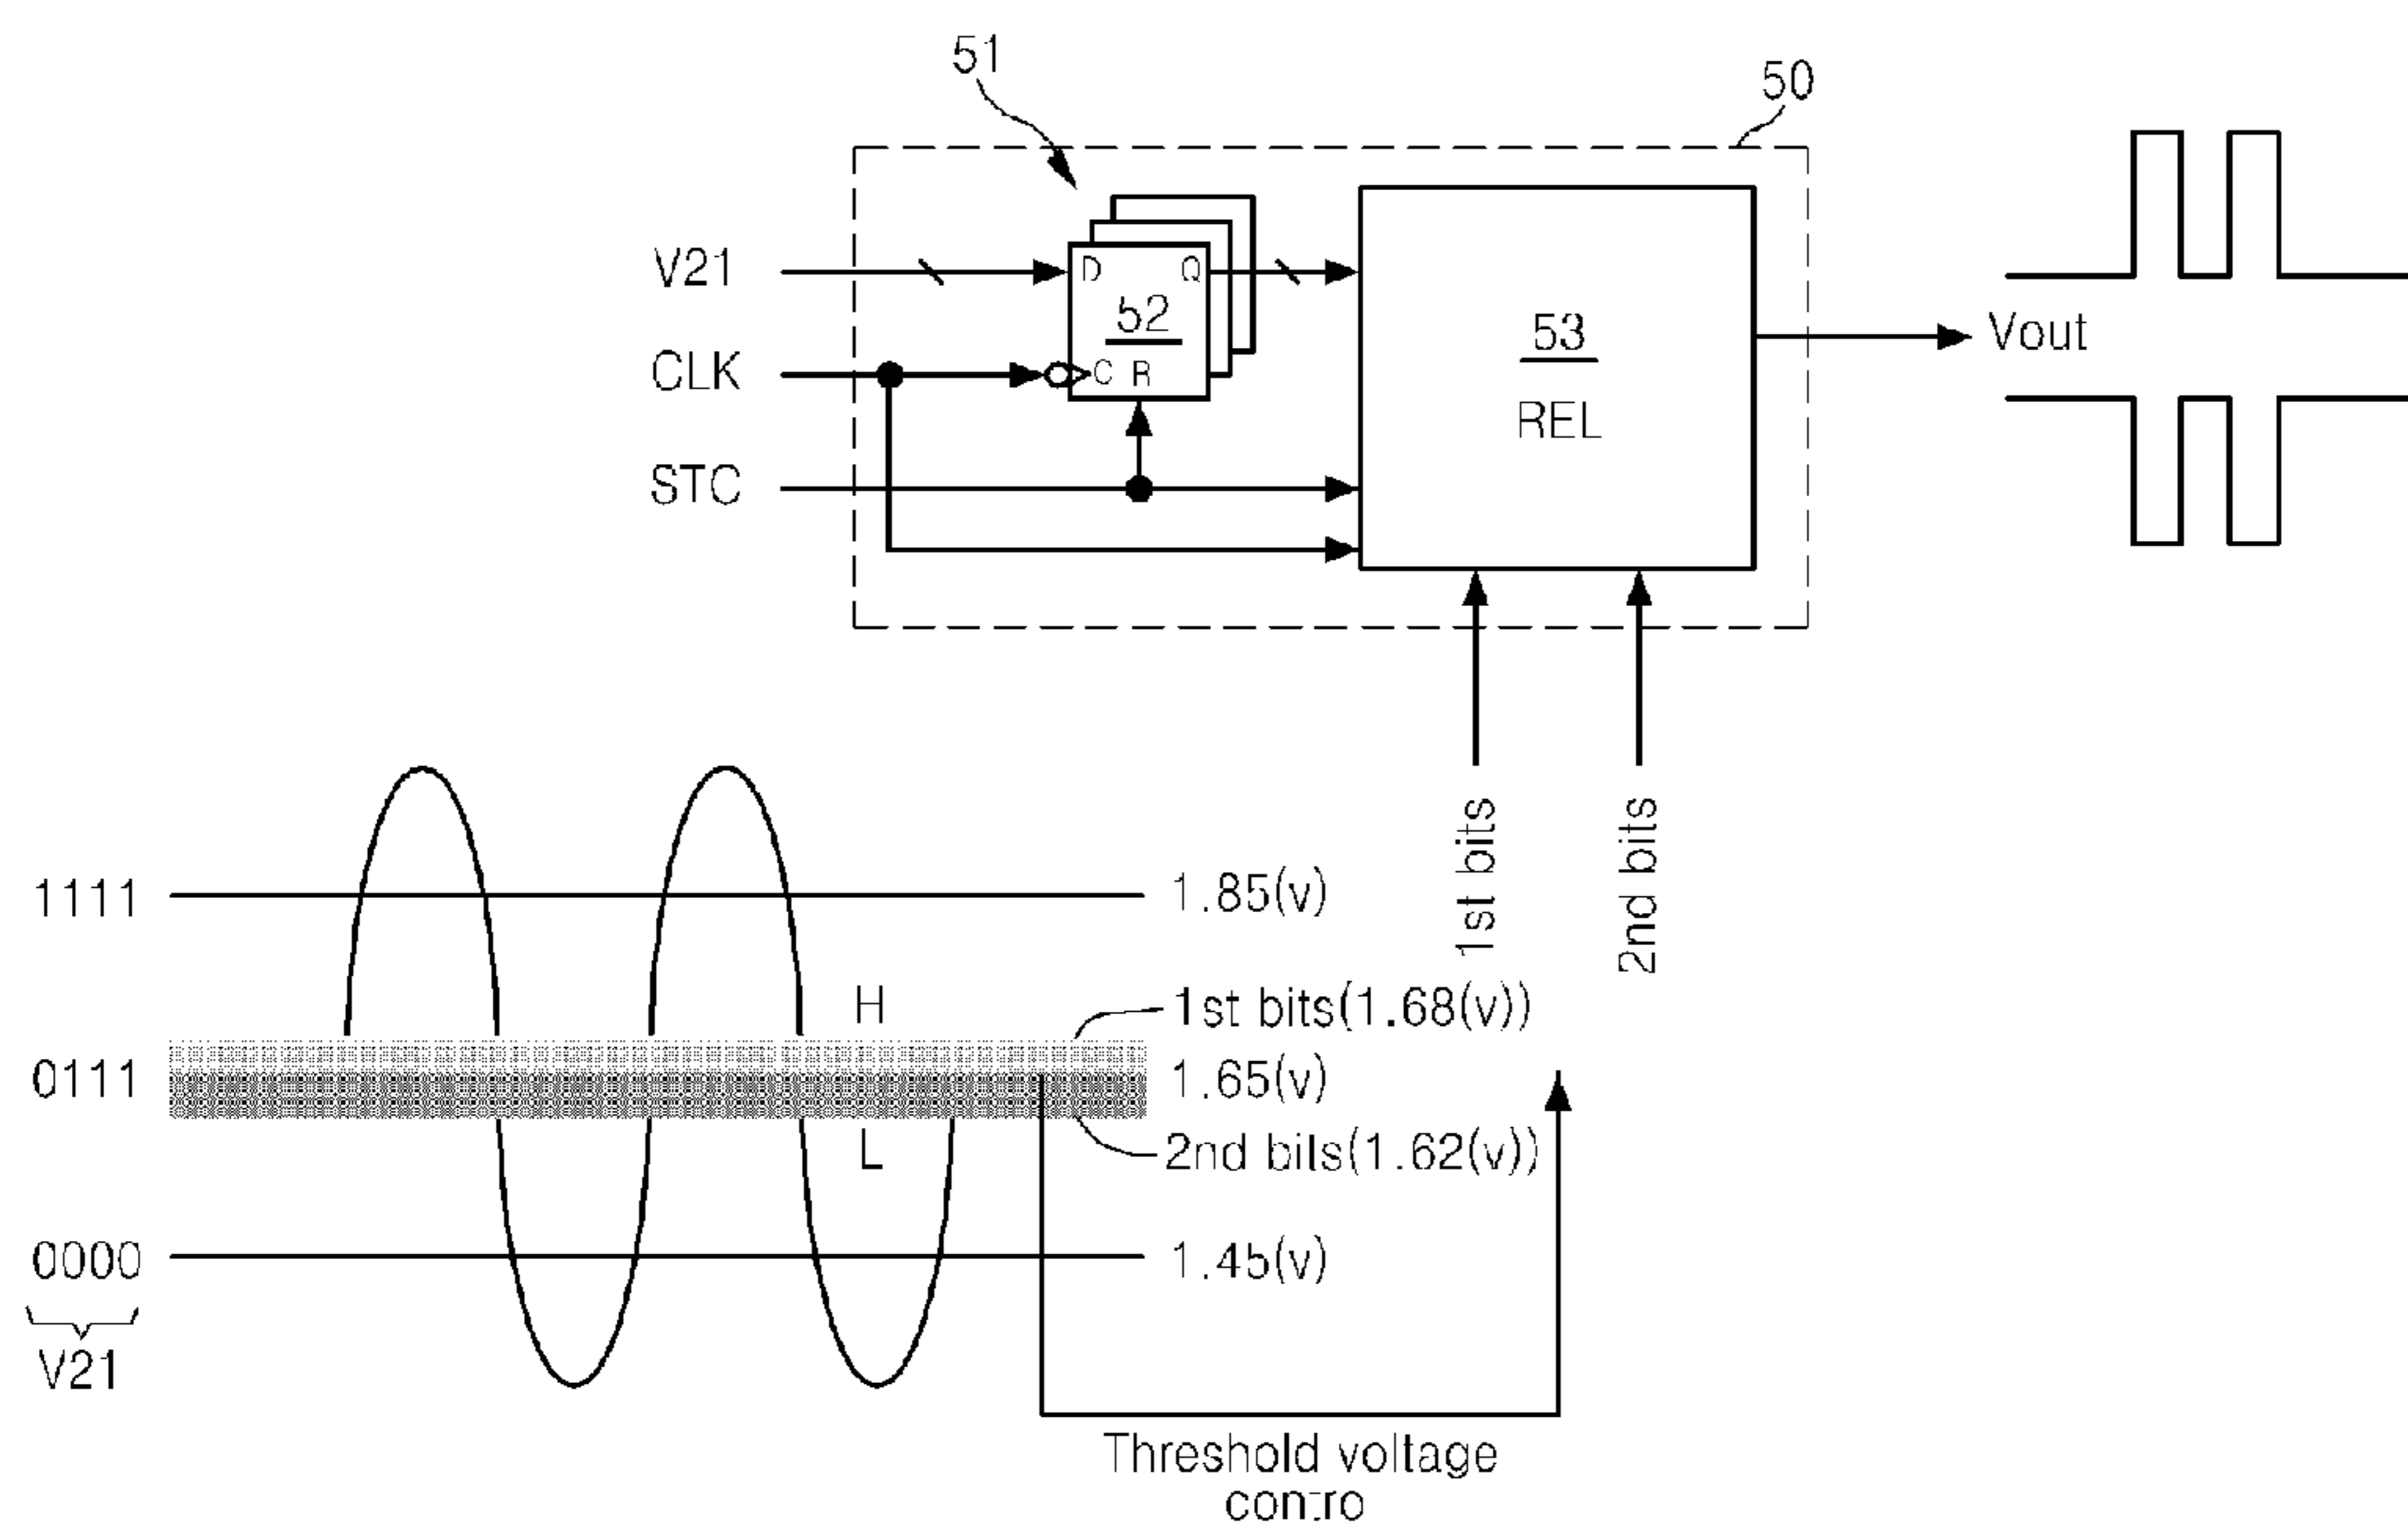 51
50
V21
D
Q
52
CLK
C
R
53
REL
Vout
STC
1st bits
2nd bits
1111
1.85(v)
H
1st bits(1.68(v))
0111
1.65(v)
L
2nd bils(1.62(v))
0000
1.45(v)
V21
Threshold voltage
contro